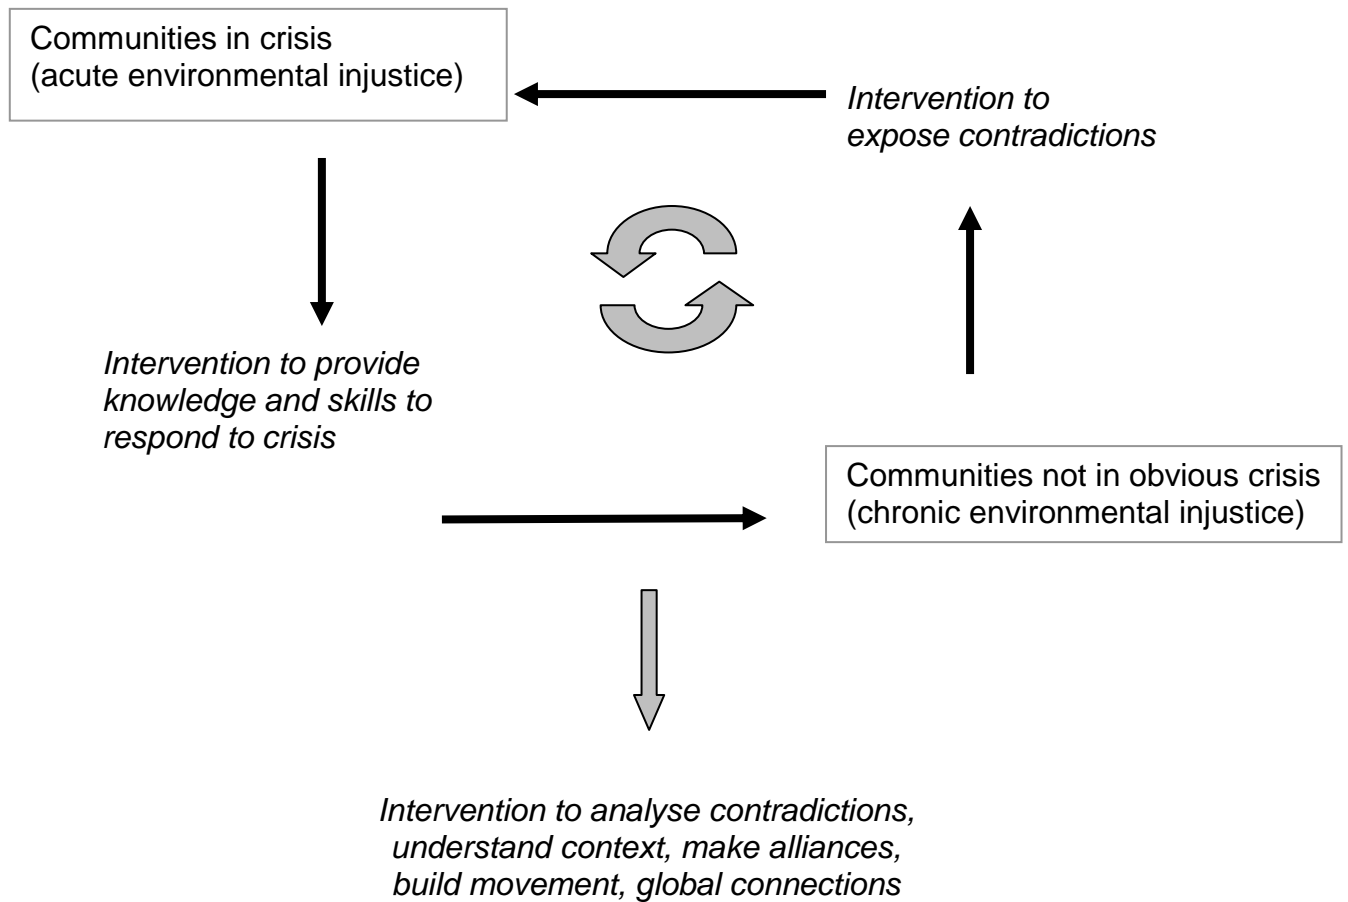 Communities in crisis
(acute environmental injustice)
Intervention to
expose contradictions
Intervention to provide
knowledge and skills to
respond to crisis
Communities not in obvious crisis
(chronic environmental injustice)
Intervention to analyse contradictions,
understand context, make alliances,
build movement, global connections